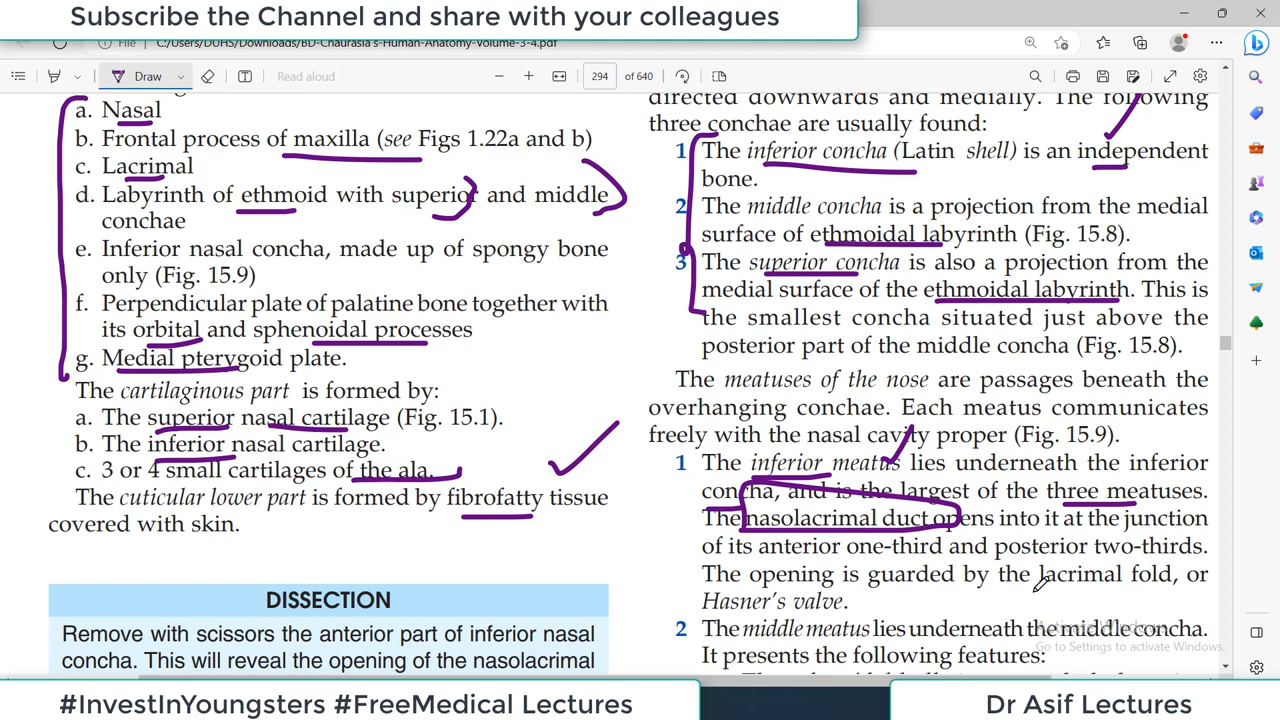 Subscribe the Channel and share with your colleagues
File
C:/Users/DUHS/Downloads/BD-Chaurasia's-Human-Anatomy-Volume-3-4.pdf
Draw
Read aloud
294 of 640
a. Nasal
b. Frontal process of maxilla (see Figs 1.22a and b)
c. Lacrimal
d. Labyrinth of ethmoid with superior and middle
conchae
e. Inferior nasal concha, made up of spongy bone
only (Fig. 15.9)
f. Perpendicular plate of palatine bone together with
its orbital and sphenoidal processes
g. Medial pterygoid plate.
The cartilaginous part is formed by:
a. The superior nasal cartilage (Fig. 15.1).
b. The inferior nasal cartilage.
c. 3 or 4 small cartilages of the ala.
The cuticular lower part is formed by fibrofatty tissue
covered with skin.
DISSECTION
Remove with scissors the anterior part of inferior nasal
concha. This will reveal the opening of the nasolacrimal
directed downwards and medially. The following
three conchae are usually found:
1 The inferior concha (Latin shell) is an independent
bone.
2 The middle concha is a projection from the medial
surface of ethmoidal labyrinth (Fig. 15.8).
3 The superior concha is also a projection from the
medial surface of the ethmoidal labyrinth. This is
the smallest concha situated just above the
posterior part of the middle concha (Fig. 15.8).
The meatuses of the nose are passages beneath the
overhanging conchae. Each meatus communicates
freely with the nasal cavity proper (Fig. 15.9).
1 The inferior meatus lies underneath the inferior
concha, and is the largest of the three meatuses.
The nasolacrimal duct opens into it at the junction
of its anterior one-third and posterior two-thirds.
The opening is guarded by the lacrimal fold, or
Hasner's valve.
2 The middle meatus lies underneath the middle concha.
It presents the following features:
Activate Windows
Go to Settings to activate Windows.
#InvestInYoungsters #FreeMedical Lectures
Dr Asif Lectures